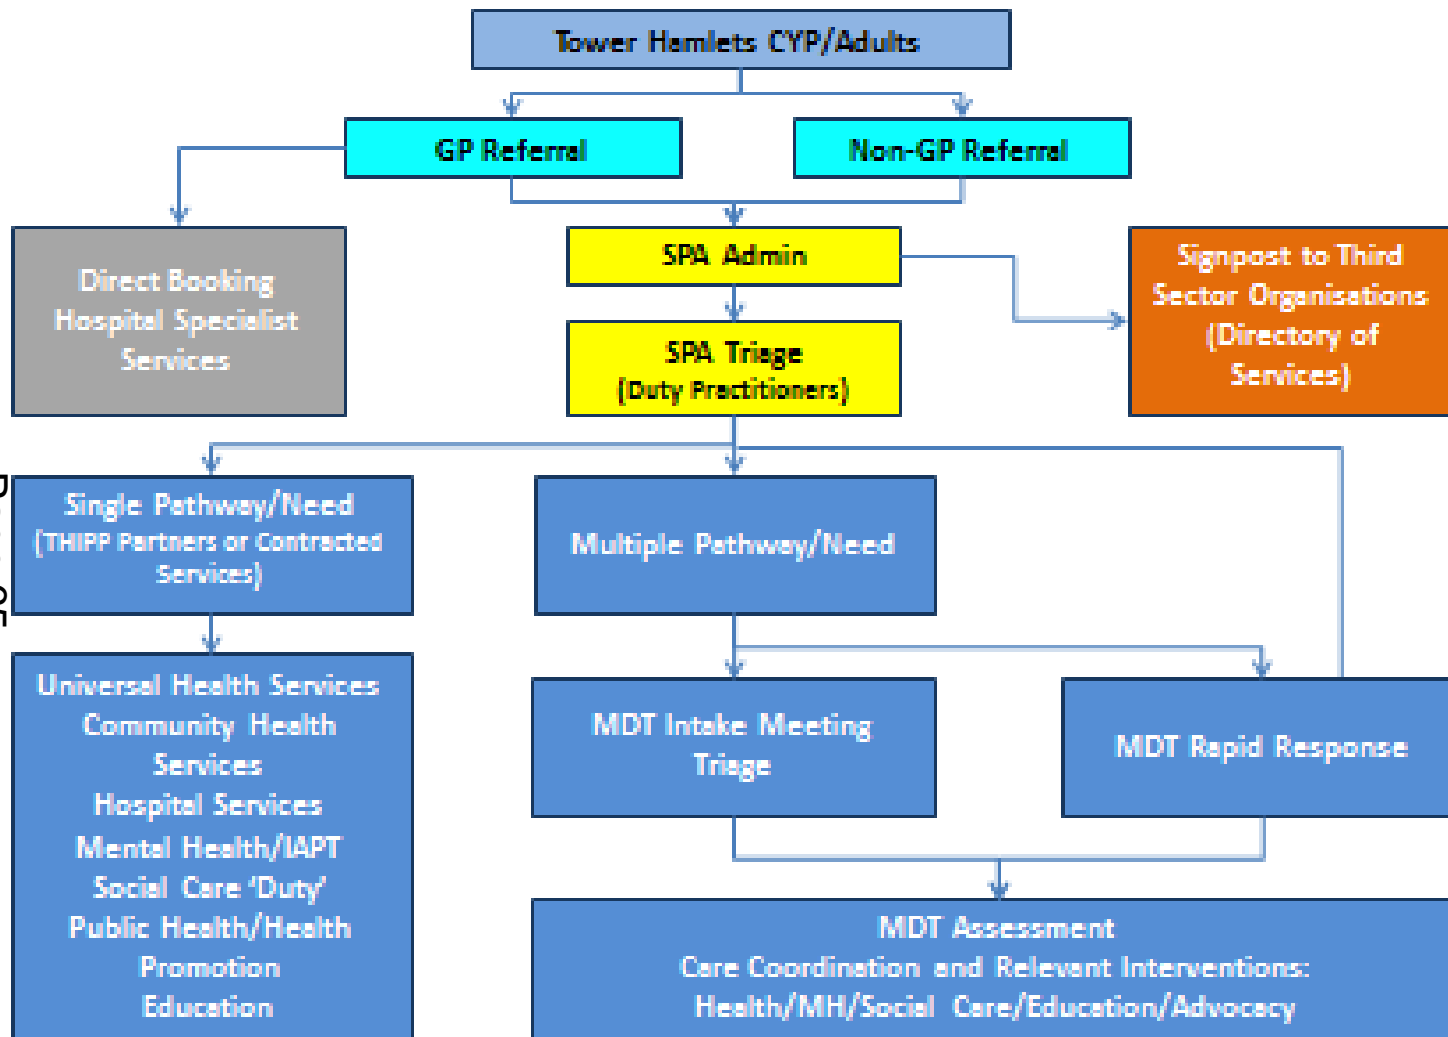 Tower Hamlets CYP/Adults
GP Referral
Non-GP Referral
Direct Booking
Hospital Specialist
Services
SPA Admin
Signpost to Third
Sector Organisations
(Directory of
Services)
SPA Triage
(Duty Practitioners)
Single Pathway/Need
(THIPP Partners or Contracted
Services)
Multiple Pathway/Need
Universal Health Services
Community Health
Services
Hospital Services
Mental Health/IAPT
Social Care ‘Duty’
Public Health/Health
Promotion
Education
MDT Intake Meeting
Triage
MDT Rapid Response
MDT Assessment
Care Coordination and Relevant Interventions:
Health/MH/Social Care/Education/Advocacy